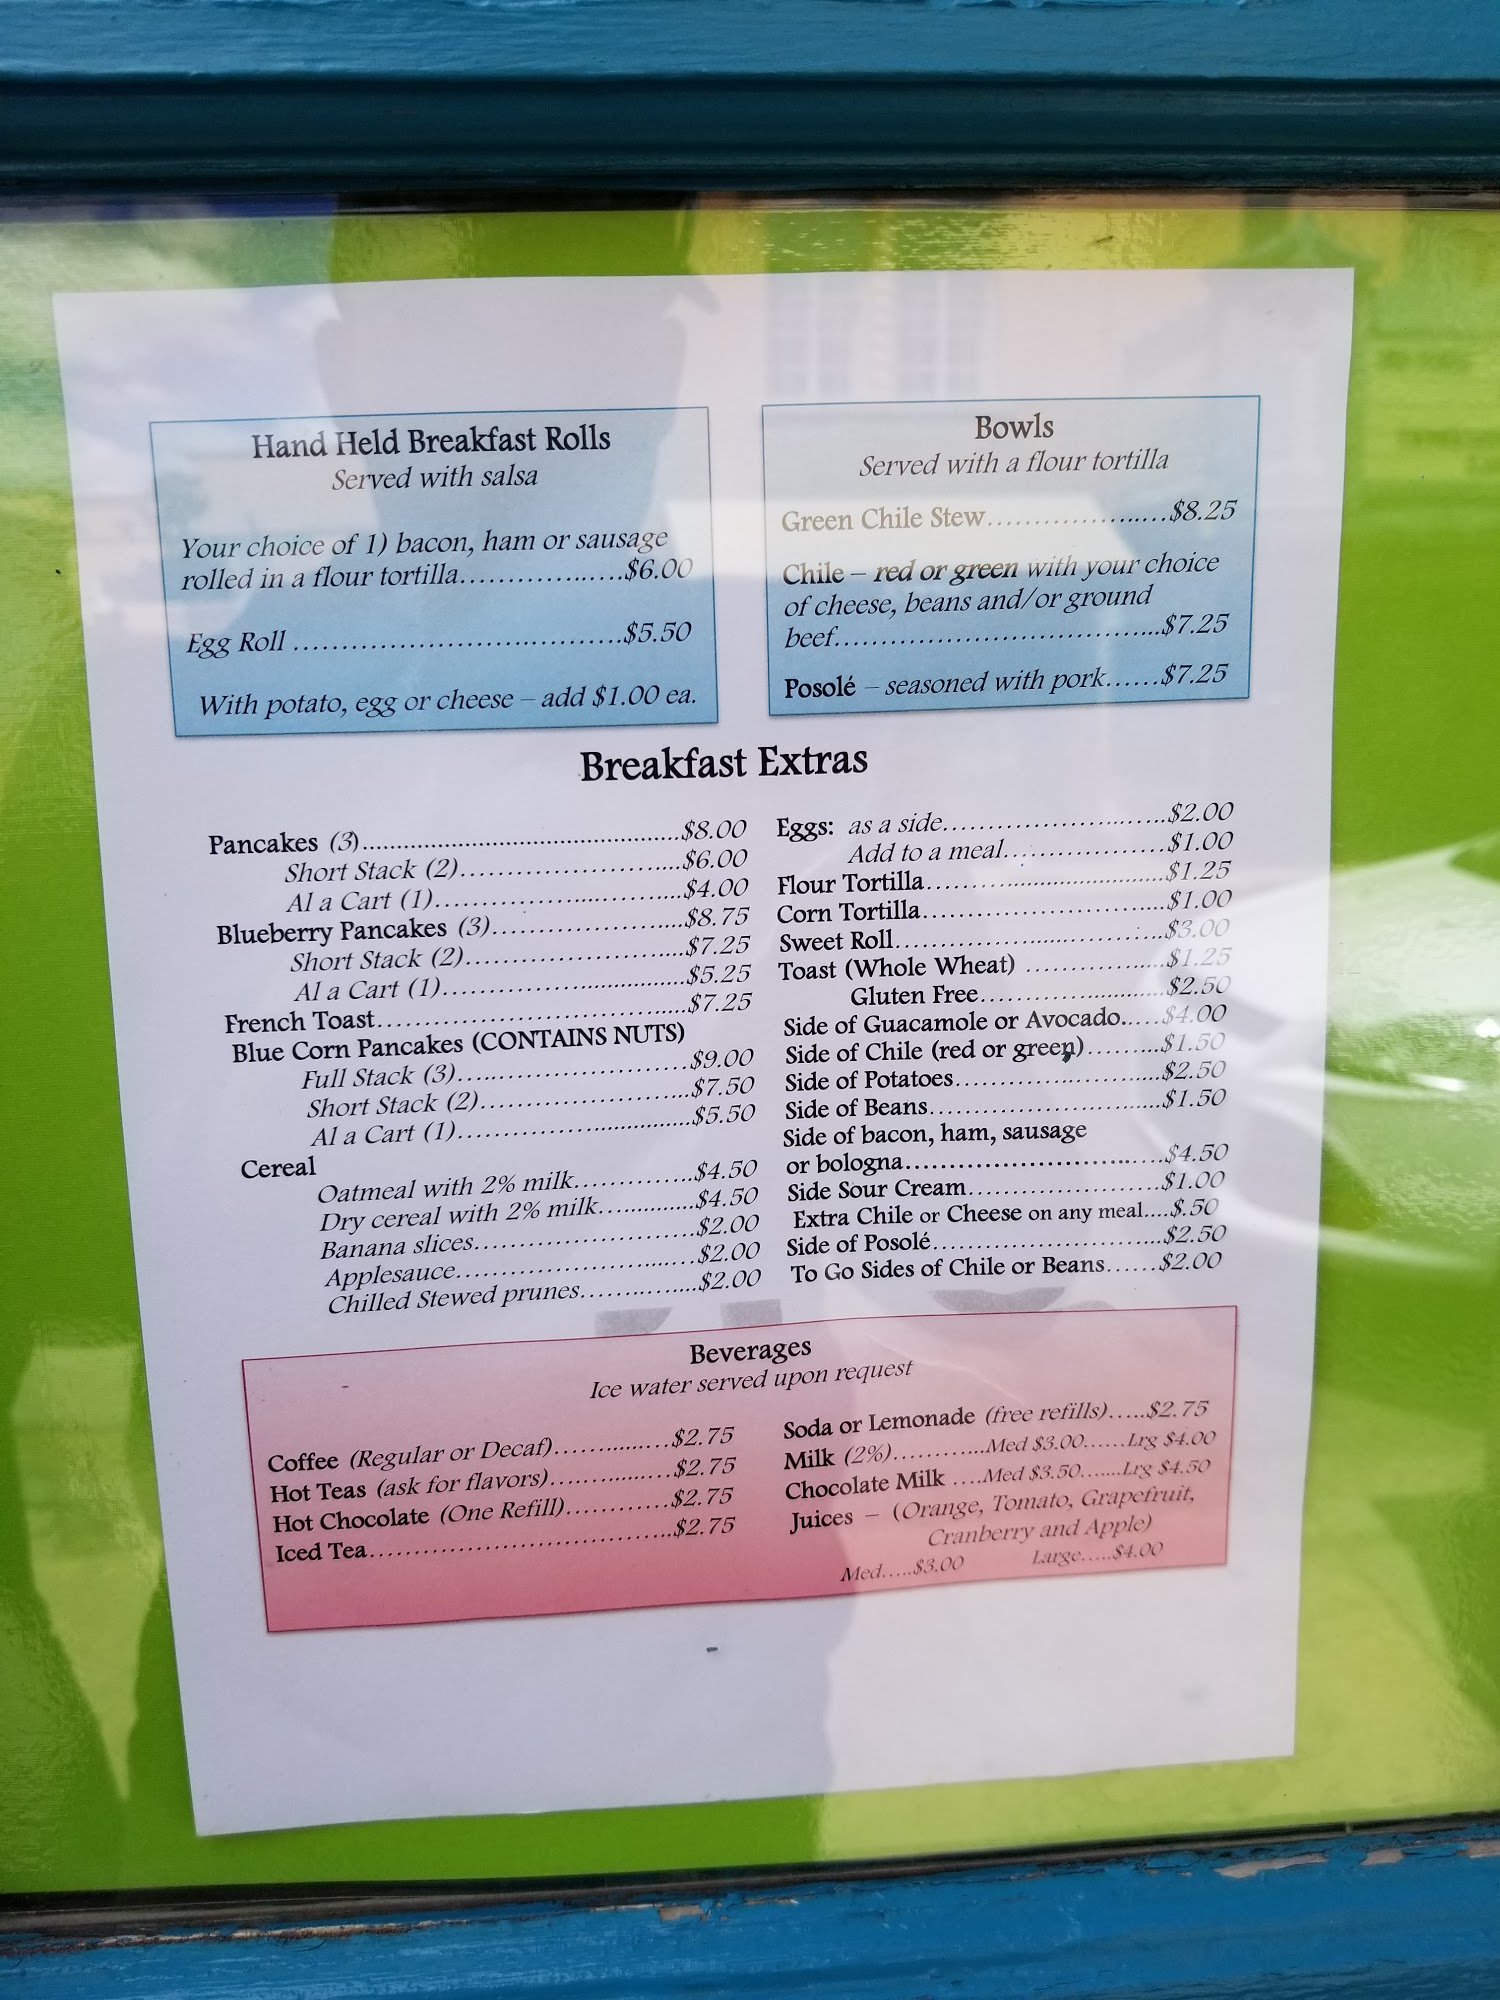 Hand Held Breakfast Rolls
Served with salsa
Your choice of 1) bacon, ham or sausage
rolled in a flour tortilla....................$6.00
Egg Roll ....................................$5.50
With potato, egg or cheese – add $1.00 ea.
Bowls
Served with a flour tortilla
Green Chile Stew......................$8.25
Chile – red or green with your choice
of cheese, beans and/or ground
beef....................................$7.25
Posolé – seasoned with pork......$7.25
Breakfast Extras
Pancakes (3)....................................$8.00
Short Stack (2)..........................$6.00
Al a Cart (1)..............................$4.00
Blueberry Pancakes (3)......................$8.75
Short Stack (2)..........................$7.25
Al a Cart (1)..............................$5.25
French Toast....................................$7.25
Blue Corn Pancakes (CONTAINS NUTS)
Full Stack (3)............................$9.00
Short Stack (2)..........................$7.50
Al a Cart (1)..............................$5.50
Cereal
Oatmeal with 2% milk...............$4.50
Dry cereal with 2% milk.............$4.50
Banana slices............................$2.00
Applesauce...............................$2.00
Chilled Stewed prunes...............$2.00
Eggs: as a side..........................$2.00
Add to a meal....................$1.00
Flour Tortilla..............................$1.25
Corn Tortilla..............................$1.00
Sweet Roll.................................$3.00
Toast (Whole Wheat) .................$1.25
Gluten Free.......................$2.50
Side of Guacamole or Avocado.....$4.00
Side of Chile (red or green)..........$1.50
Side of Potatoes.........................$2.50
Side of Beans............................$1.50
Side of bacon, ham, sausage
or bologna................................$4.50
Side Sour Cream........................$1.00
Extra Chile or Cheese on any meal....$.50
Side of Posolé...........................$2.50
To Go Sides of Chile or Beans......$2.00
Beverages
Ice water served upon request
Coffee (Regular or Decaf)...............$2.75
Hot Teas (ask for flavors)...............$2.75
Hot Chocolate (One Refill).............$2.75
Iced Tea....................................$2.75
Soda or Lemonade (free refills).....$2.75
Milk (2%)............Med $3.00......Lrg $4.00
Chocolate Milk ....Med $3.50.......Lrg $4.50
Juices – (Orange, Tomato, Grapefruit,
Cranberry and Apple)
Med.....$3.00 Large.....$4.00